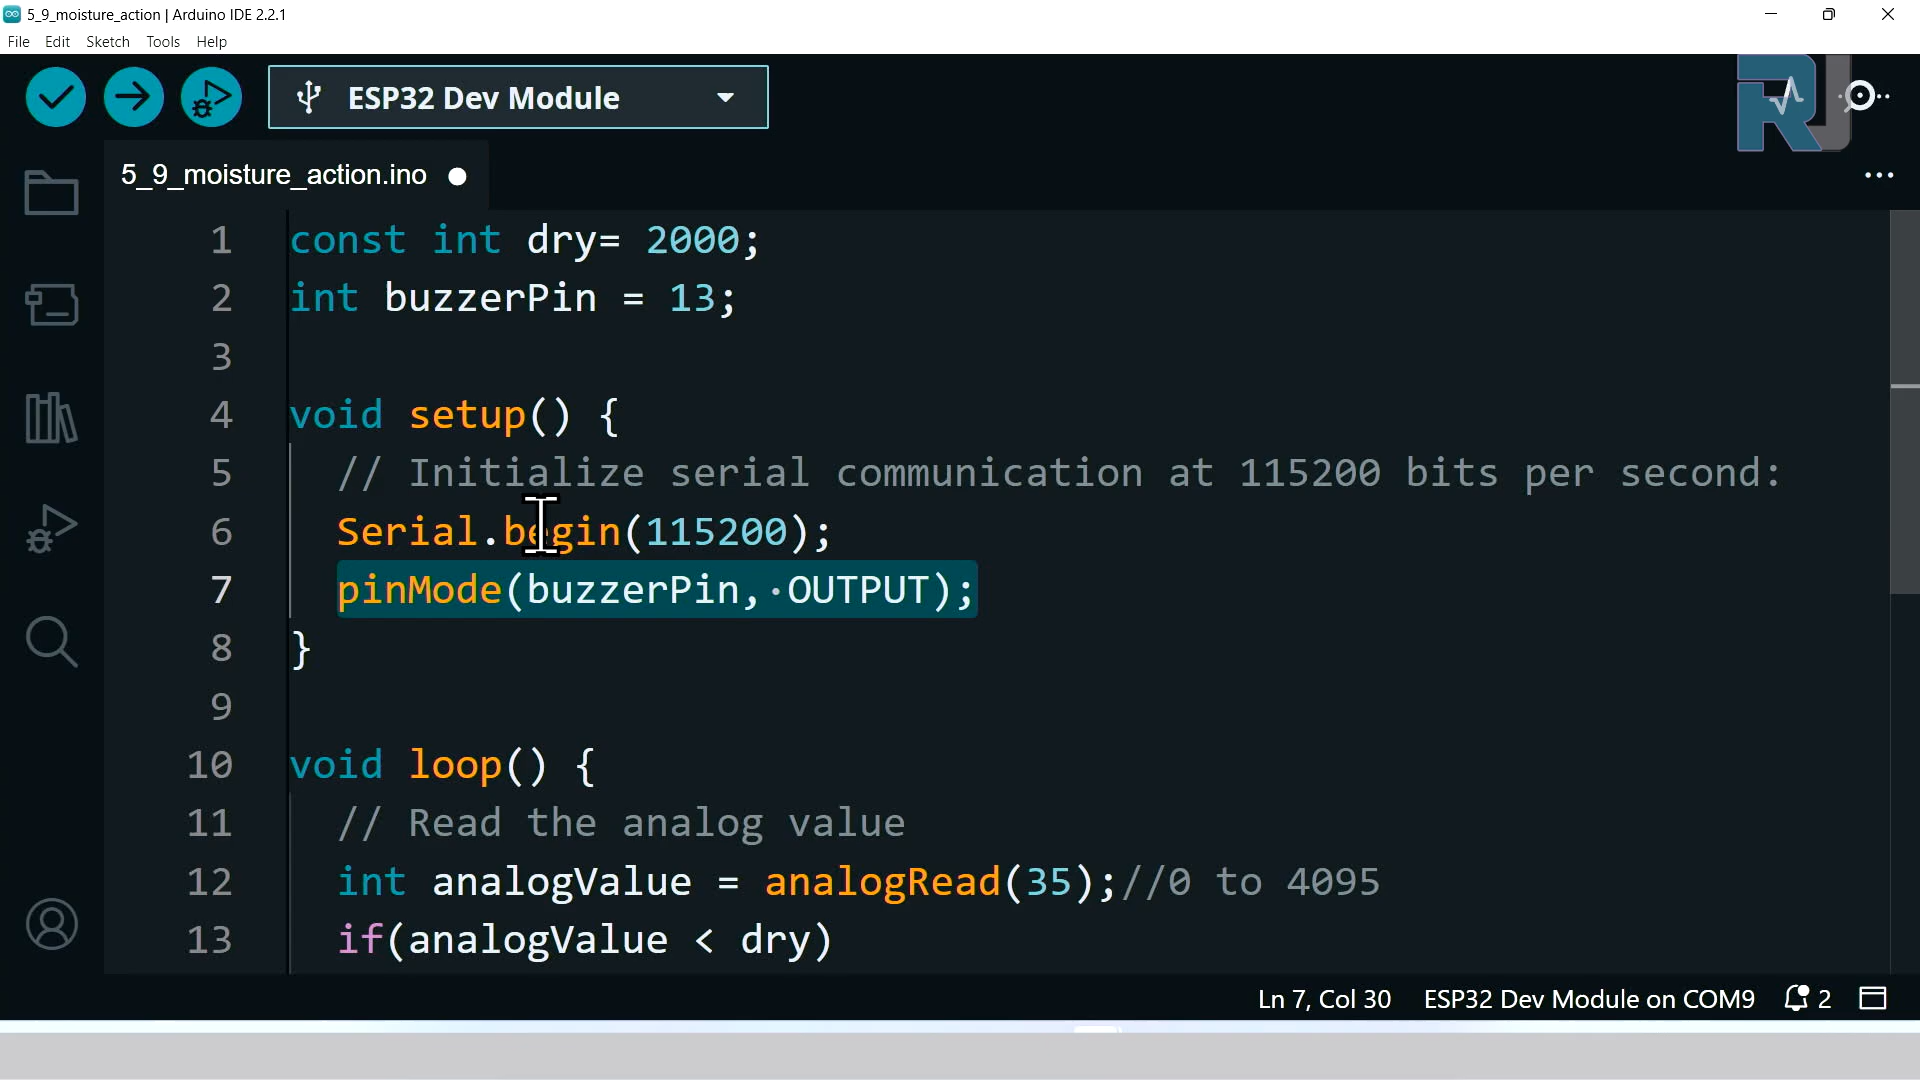 5_9_moisture_action | Arduino IDE 2.2.1
File Edit Sketch Tools Help
ESP32 Dev Module
RJ
5_9_moisture_action.ino
1 const int dry= 2000;
2 int buzzerPin = 13;
3
4 void setup() {
5 // Initialize serial communication at 115200 bits per second:
6 Serial.begin(115200);
7 pinMode(buzzerPin,·OUTPUT);
8 }
9
10 void loop() {
11 // Read the analog value
12 int analogValue = analogRead(35);//0 to 4095
13 if(analogValue < dry)
Ln 7, Col 30 ESP32 Dev Module on COM9 2